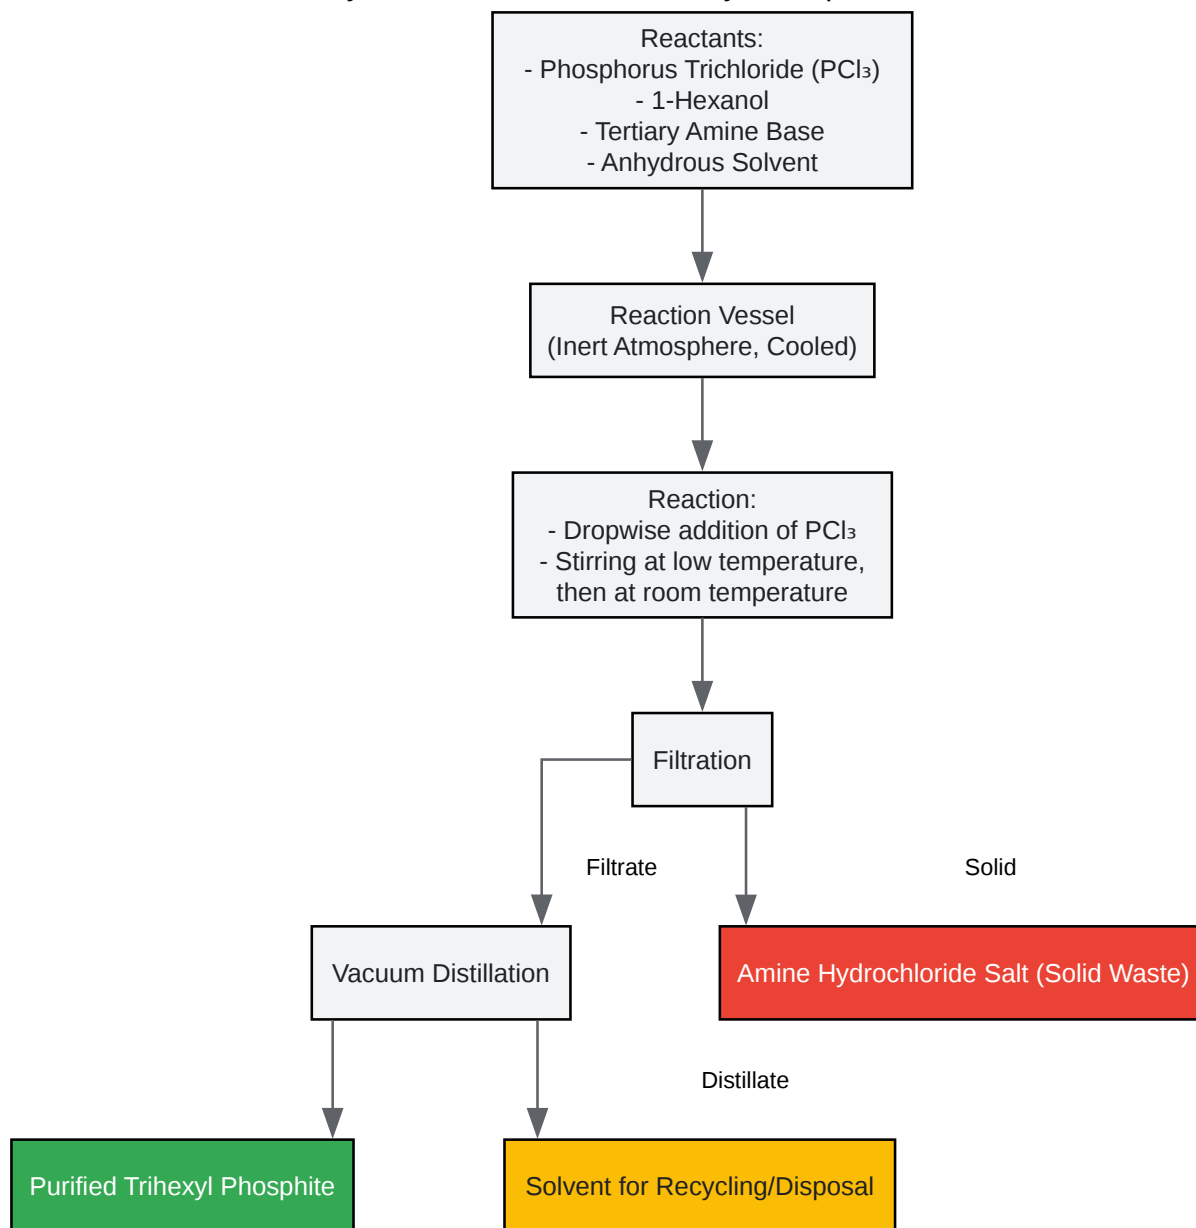 Reactants:
- Phosphorus Trichloride (PCl₃)
- 1-Hexanol
- Tertiary Amine Base
- Anhydrous Solvent
Reaction Vessel
(Inert Atmosphere, Cooled)
Reaction:
- Dropwise addition of PCl₃
- Stirring at low temperature,
then at room temperature
Filtration
Filtrate
Solid
Vacuum Distillation
Amine Hydrochloride Salt (Solid Waste)
Distillate
Purified Trihexyl Phosphite
Solvent for Recycling/Disposal